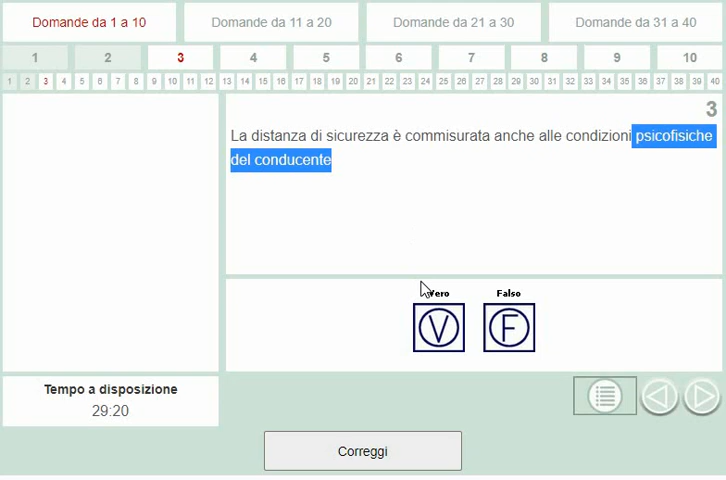 Domande da 1 a 10 Domande da 11 a 20 Domande da 21 a 30 Domande da 31 a 40
1 2 3 4 5 6 7 8 9 10
1 2 3 4 5 6 7 8 9 10 11 12 13 14 15 16 17 18 19 20 21 22 23 24 25 26 27 28 29 30 31 32 33 34 35 36 37 38 39 40
3
La distanza di sicurezza è commisurata anche alle condizioni psicofisiche
del conducente
Vero Falso
V F
Tempo a disposizione
29:20
Correggi